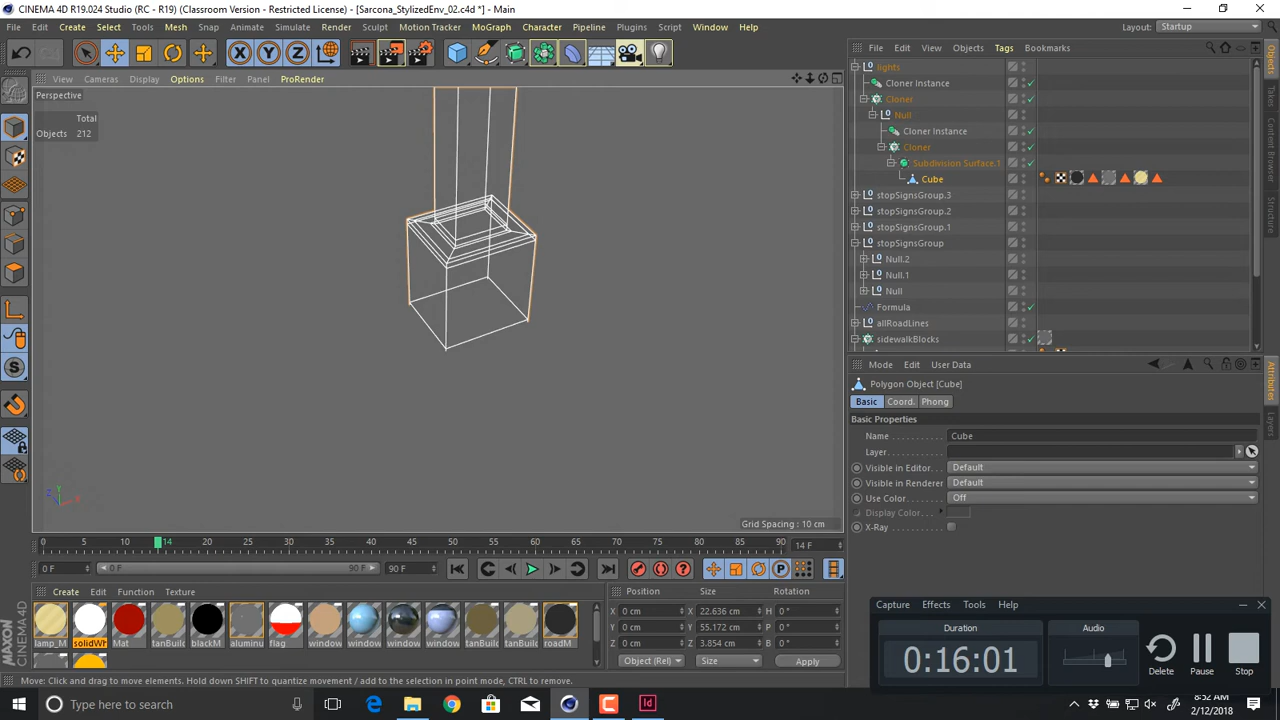 CINEMA 4D R19.024 Studio (RC - R19) (Classroom Version - Restricted License) - [Sarcona_StylizedEnv_02.c4d *] - Main
File Edit Create Select Tools Mesh Snap Animate Simulate Render Sculpt Motion Tracker MoGraph Character Pipeline Plugins Script Window Help
Layout: Startup
File Edit View Objects Tags Bookmarks
View Cameras Display Options Filter Panel ProRender
Perspective
Total
Objects 212
lights
Cloner Instance
Cloner
Null
Cloner Instance
Cloner
Subdivision Surface.1
Cube
stopSignsGroup.3
stopSignsGroup.2
stopSignsGroup.1
stopSignsGroup
Null.2
Null.1
Null
Formula
allRoadLines
sidewalkBlocks
Objects
Takes
Content Browser
Structure
Mode Edit User Data
Polygon Object [Cube]
Basic Coord. Phong
Basic Properties
Name Cube
Layer
Visible in Editor Default
Visible in Renderer Default
Use Color Off
Display Color
X-Ray
Attributes
Layers
Y
Z X
Grid Spacing : 10 cm
0 5 10 14 20 25 30 35 40 45 50 55 60 65 70 75 80 85 90 14 F
0 F 0 F 90 F 90 F
Create Edit Function Texture
lamp_M solidWh Mat tanBuild blackM aluminu flag window window window window tanBuild tanBuild roadM
Position Size Rotation
X 0 cm X 22.636 cm H 0 °
Y 0 cm Y 55.172 cm P 0 °
Z 0 cm Z 3.854 cm B 0 °
Object (Rel) Size Apply
MAXON CINEMA 4D
Move: Click and drag to move elements. Hold down SHIFT to quantize movement / add to the selection in point mode, CTRL to remove.
Capture Effects Tools Help
Duration
0:16:01
Audio
Delete Pause Stop
Type here to search
8:52 AM
2/12/2018